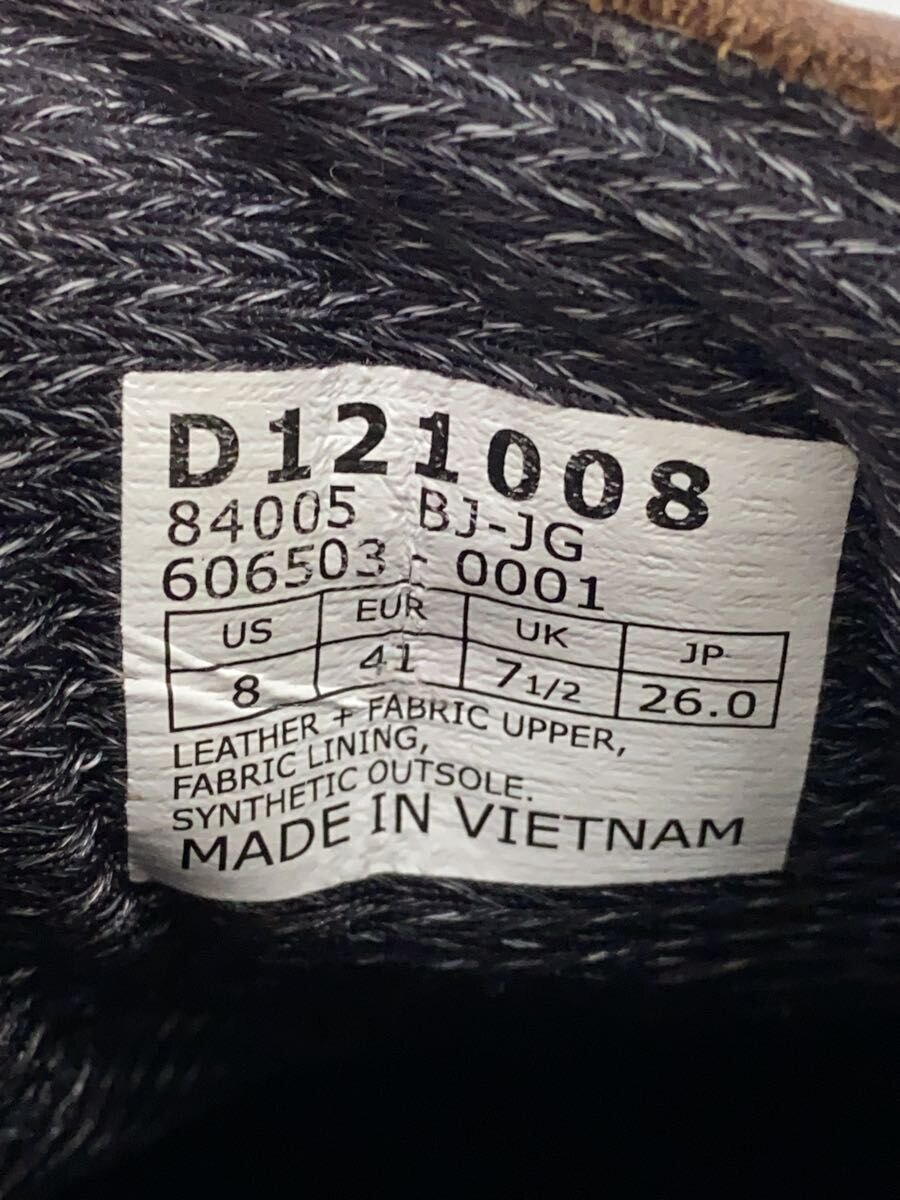 D121008
84005 BJ-JG
606503 - 0001
US EUR UK JP
8 41 7 1/2 26.0
LEATHER + FABRIC UPPER,
FABRIC LINING,
SYNTHETIC OUTSOLE.
MADE IN VIETNAM